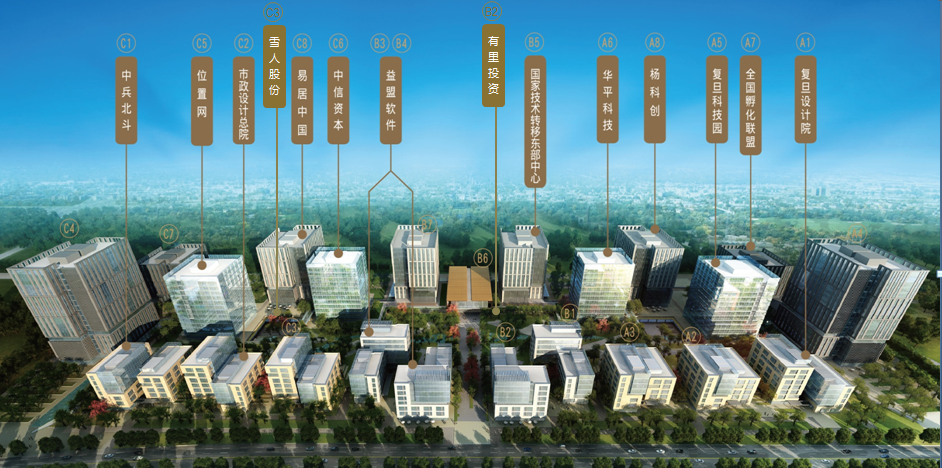 C1
中兵北斗
C5
位置网
C2
市政设计总院
雪人股份
C8
易居中国
C6
中信资本
B3 B4
益盟软件
有里投资
B5
国家技术转移东部中心
A6
华平科技
A8
杨科创
A5
复旦科技园
A7
全国孵化联盟
A1
复旦设计院
C4
C7
B6
C3
B2
B1
A3
A2